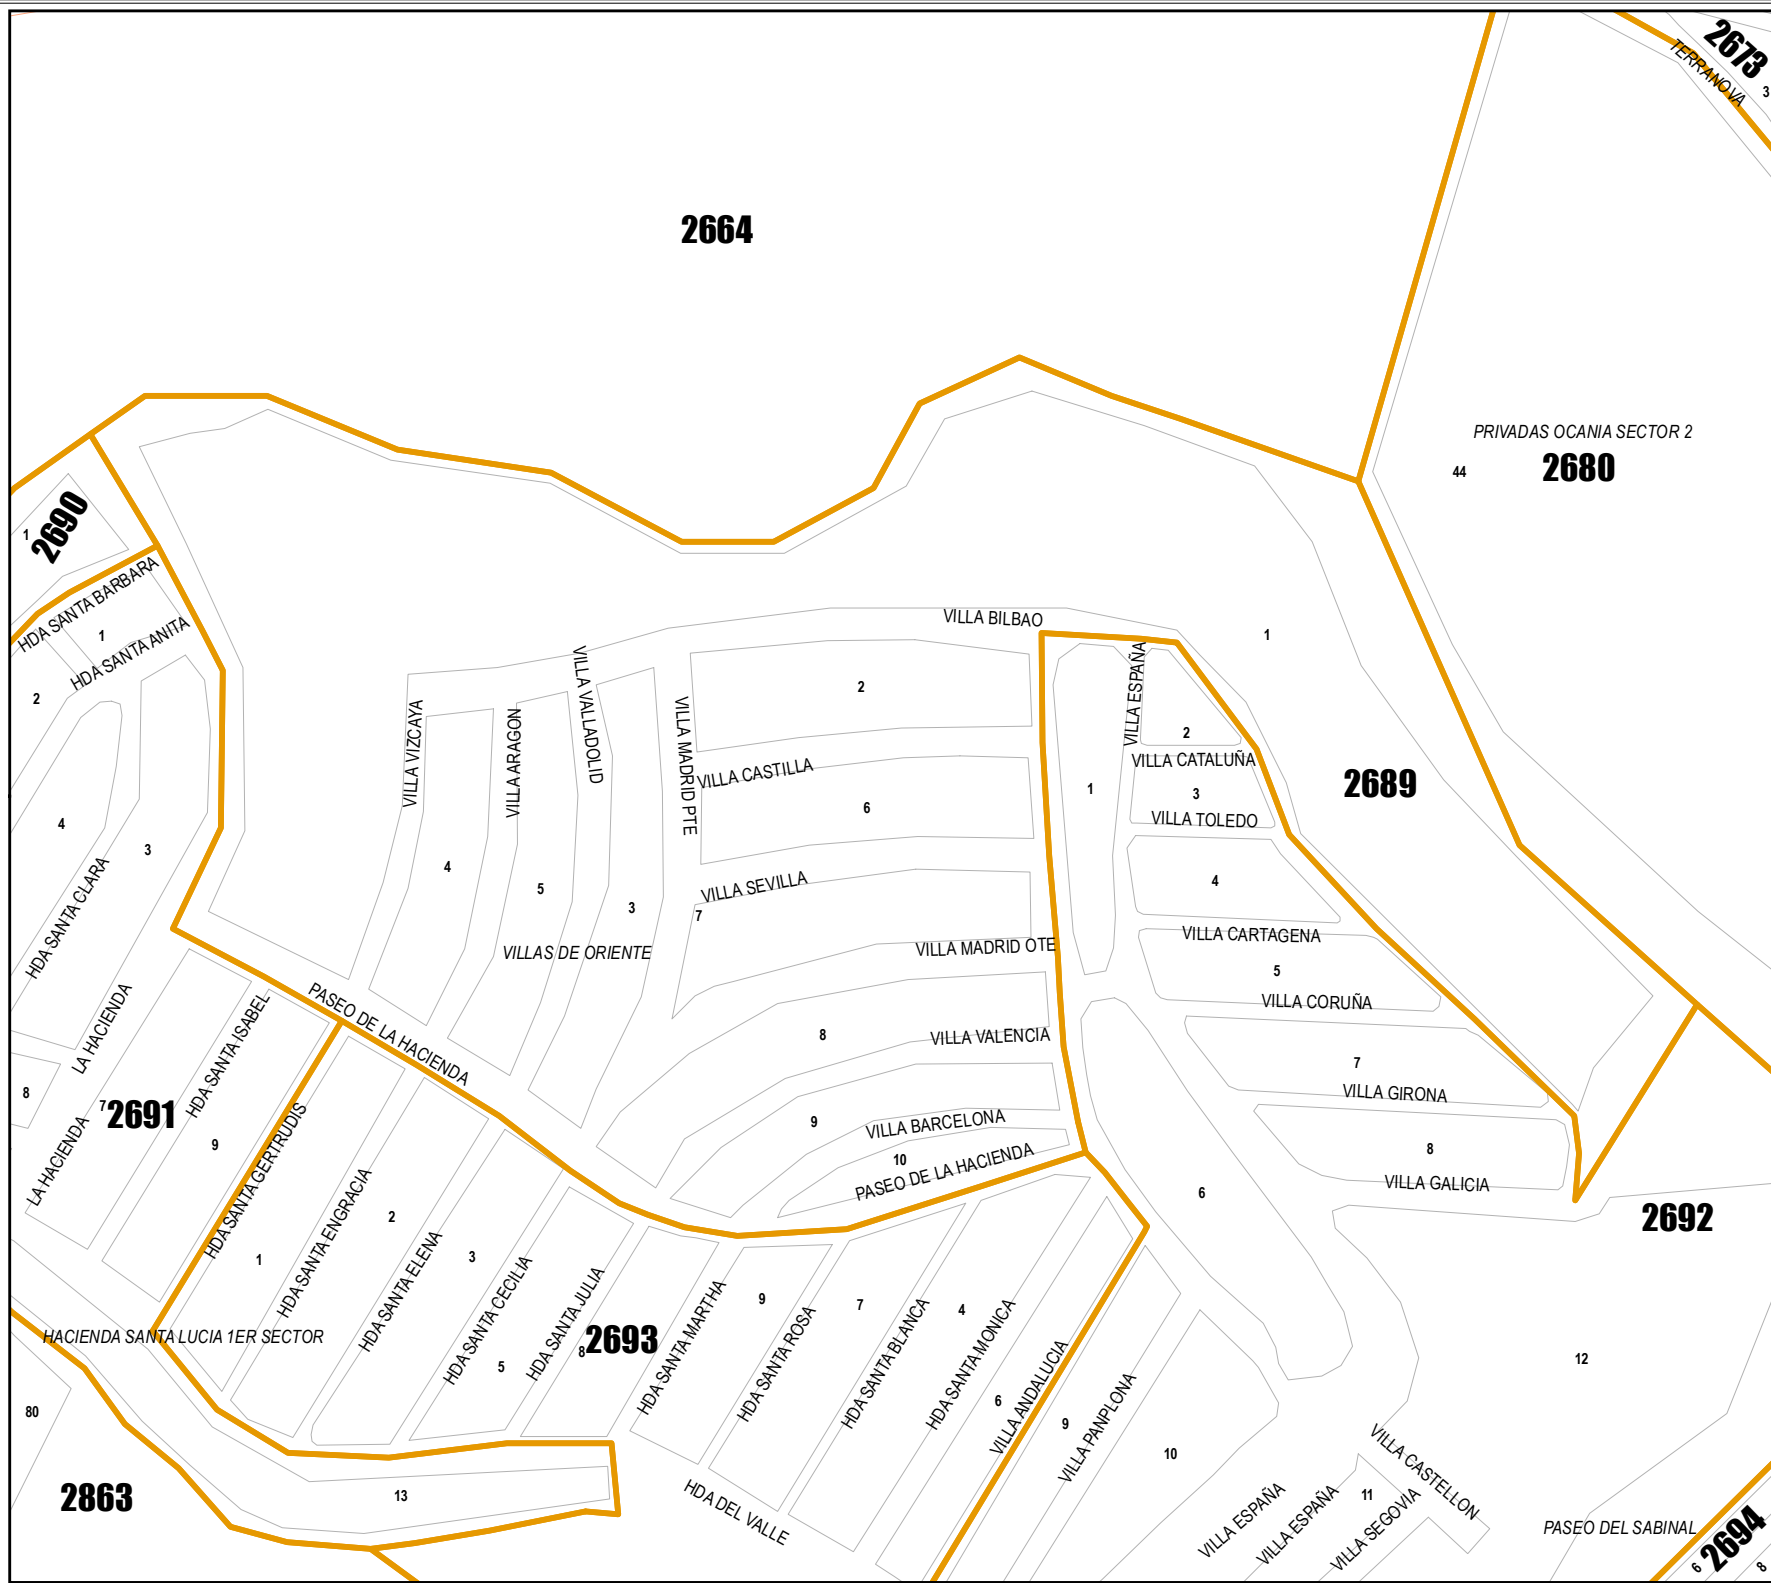 2673
TERRANOVA
3
2664
PRIVADAS OCANIA SECTOR 2
44
2680
1
2690
HDA SANTA BARBARA
1
HDA SANTA ANITA
2
VILLA BILBAO
1
VILLA VALLADOLID
VILLA ESPAÑA
2
VILLA MADRID PTE
VILLA VIZCAYA
VILLA ARAGON
2
VILLA CATALUÑA
VILLA CASTILLA
1
3
2689
6
VILLA TOLEDO
4
3
4
5
3
VILLA SEVILLA
7
4
HDA SANTA CLARA
VILLAS DE ORIENTE
VILLA MADRID OTE
VILLA CARTAGENA
5
VILLA CORUÑA
LA HACIENDA
HDA SANTA ISABEL
PASEO DE LA HACIENDA
8
VILLA VALENCIA
7
VILLA GIRONA
8
7
2691
9
HDA SANTA GERTRUDIS
LA HACIENDA
9
VILLA BARCELONA
10
PASEO DE LA HACIENDA
8
VILLA GALICIA
6
2692
HDA SANTA ENGRACIA
2
HDA SANTA ELENA
1
3
HDA SANTA CECILIA
HDA SANTA JULIA
HDA SANTA MARTHA
9
HDA SANTA ROSA
7
HDA SANTA BLANCA
4
HDA SANTA MONICA
HACIENDA SANTA LUCIA 1ER SECTOR
5
8
2693
12
80
6
VILLA ANDALUCIA
9
VILLA PANPLONA
10
VILLA CASTELLON
2863
13
HDA DEL VALLE
VILLA ESPAÑA
VILLA ESPAÑA
11
VILLA SEGOVIA
PASEO DEL SABINAL
2694
6
8